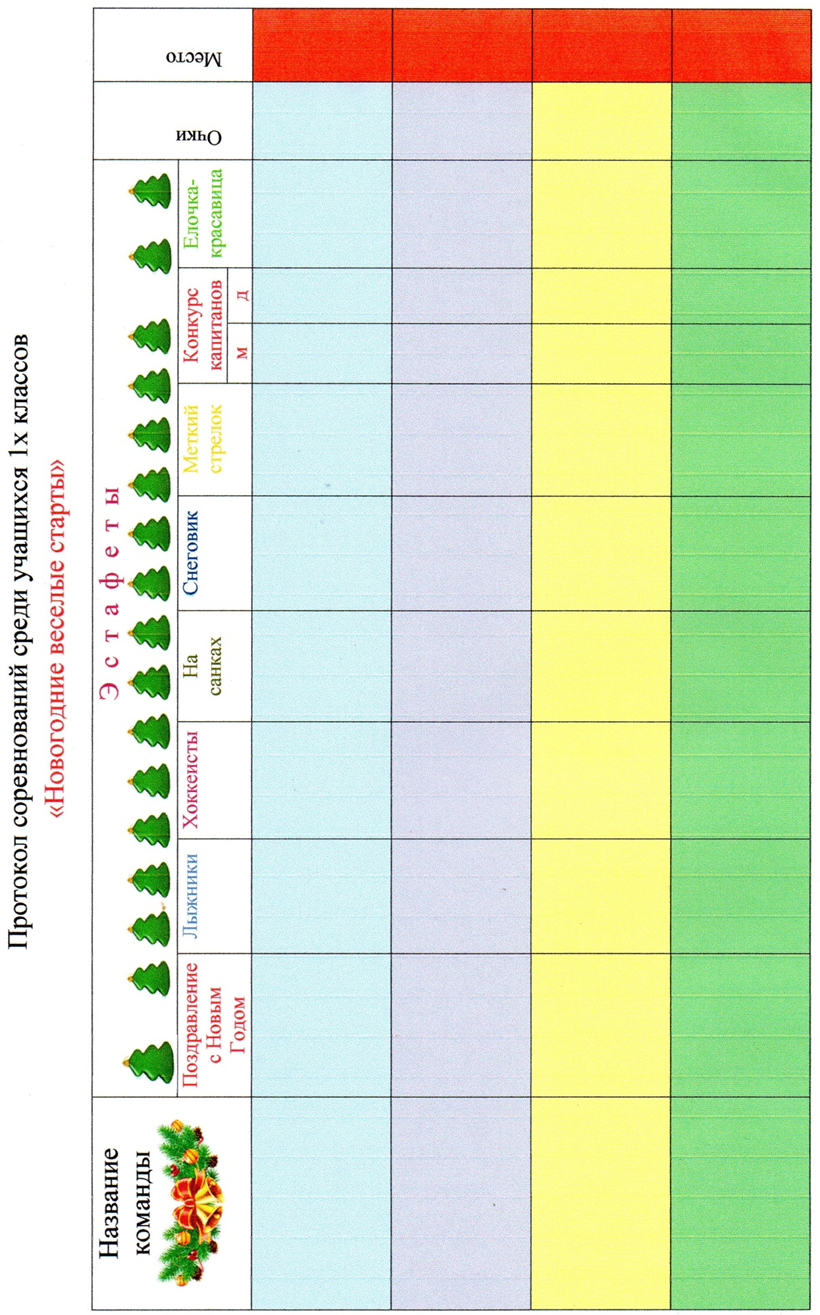 Протокол соревнований среди учащихся 1х классов
«Новогодние веселые старты»
Название
команды
Эстафеты
Поздравление
с Новым
Годом
Лыжники
Хоккеисты
На
санках
Снеговик
Меткий
стрелок
Конкурс
капитанов
м
д
Елочка-
красавица
Очки
Место